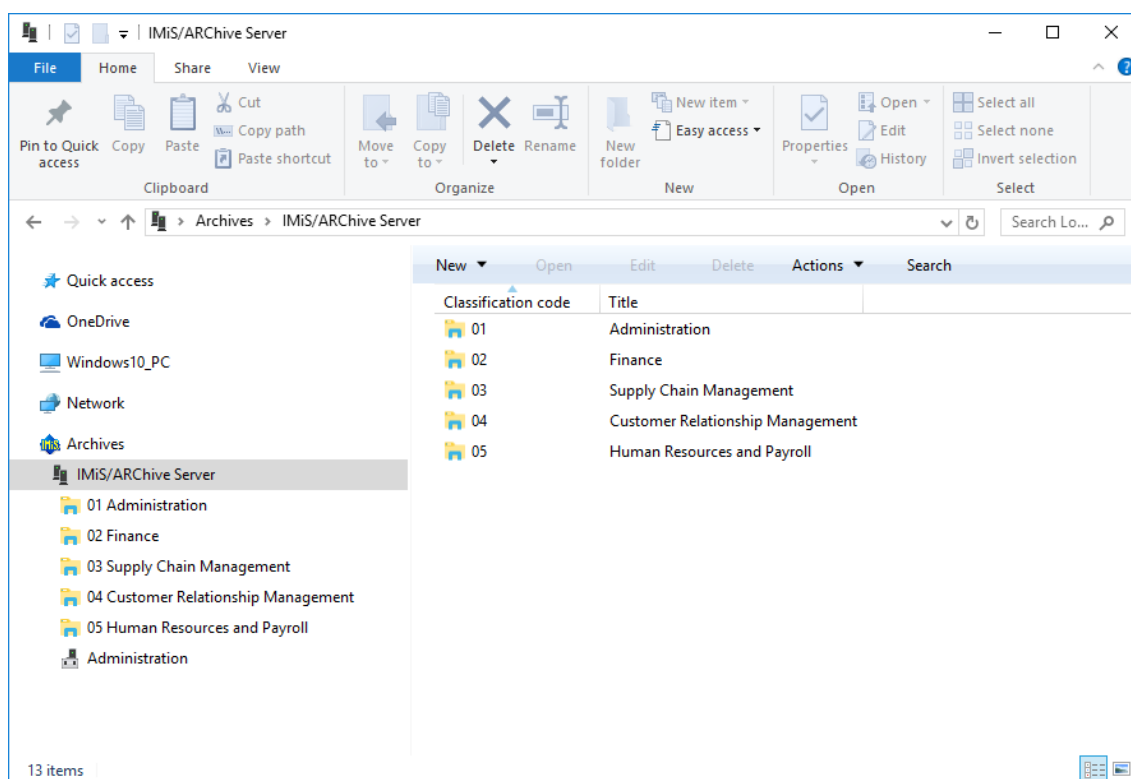 IMiS/ARChive Server
File Home Share View
Pin to Quick access
Copy
Paste
Cut
Copy path
Paste shortcut
Clipboard
Move to
Copy to
Delete
Rename
Organize
New folder
New item
Easy access
New
Properties
Open
Edit
History
Open
Select all
Select none
Invert selection
Select
Archives > IMiS/ARChive Server
Search Lo...
Quick access
OneDrive
Windows10_PC
Network
Archives
IMiS/ARChive Server
01 Administration
02 Finance
03 Supply Chain Management
04 Customer Relationship Management
05 Human Resources and Payroll
Administration
New Open Edit Delete Actions Search
Classification code Title
01 Administration
02 Finance
03 Supply Chain Management
04 Customer Relationship Management
05 Human Resources and Payroll
13 items